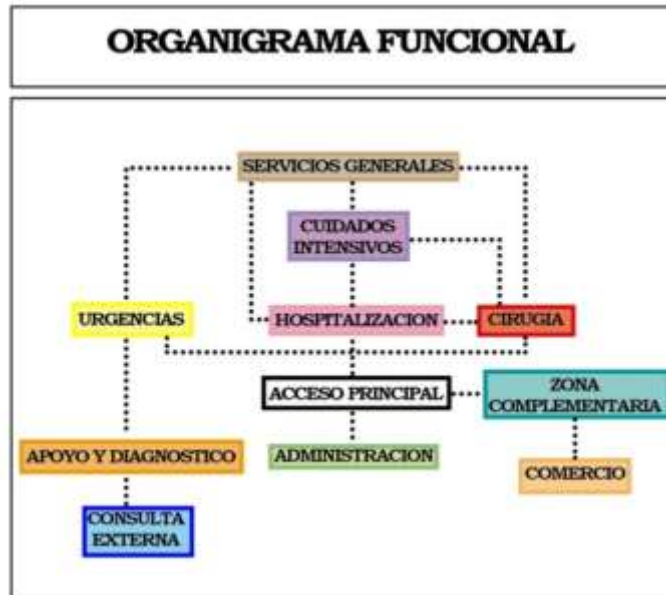 ORGANIGRAMA FUNCIONAL
SERVICIOS GENERALES
CUIDADOS
INTENSIVOS
URGENCIAS
HOSPITALIZACION
CIRUGIA
ACCESO PRINCIPAL
ZONA
COMPLEMENTARIA
APOYO Y DIAGNOSTICO
ADMINISTRACION
COMERCIO
CONSULTA
EXTERNA